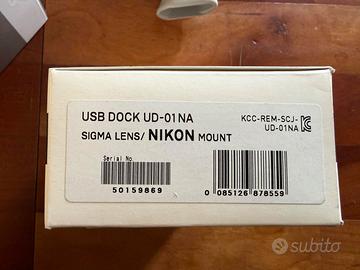 USB DOCK UD-01NA
KCC-REM-SCJ-
UD-01NA
SIGMA LENS/ NIKON MOUNT
Serial No.
50159869
0 085126 878559
subito